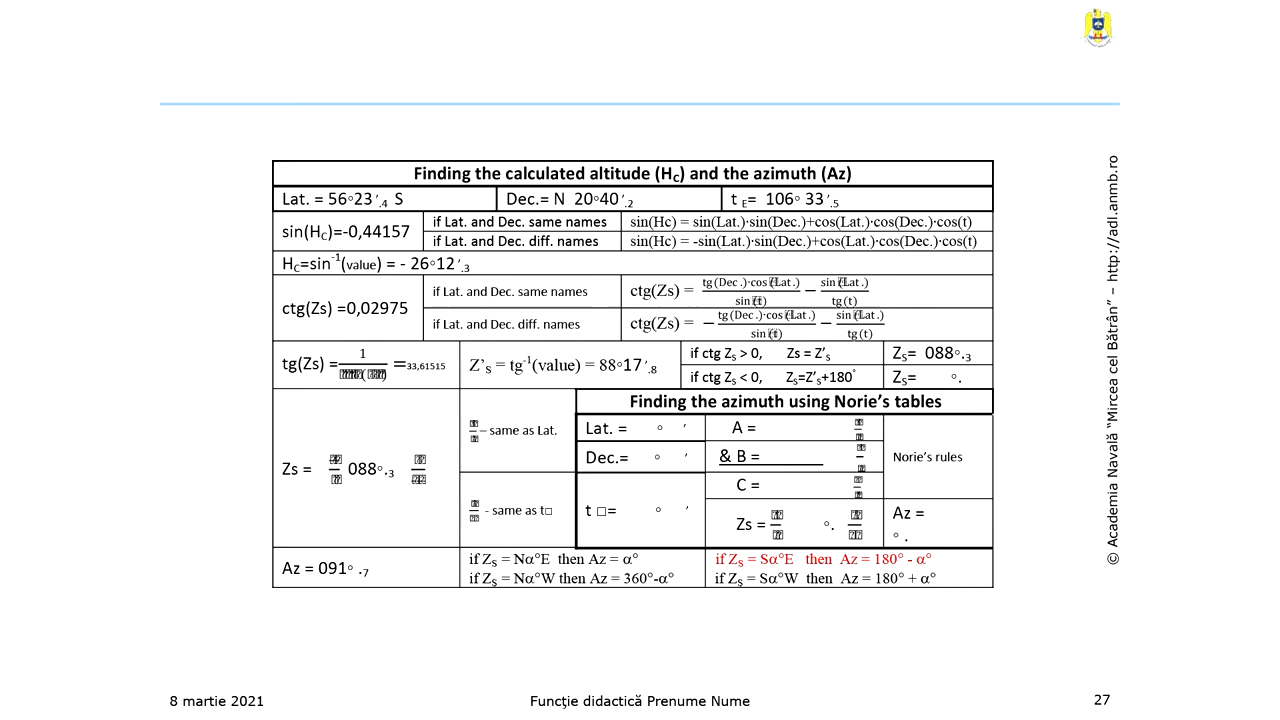 Finding the calculated altitude (HC) and the azimuth (Az)
Lat. = 56°23´.4 S Dec.= N 20°40´.2 t E= 106° 33´.5
sin(HC)=-0,44157
if Lat. and Dec. same names sin(Hc) = sin(Lat.)·sin(Dec.)+cos(Lat.)·cos(Dec.)·cos(t)
if Lat. and Dec. diff. names sin(Hc) = -sin(Lat.)·sin(Dec.)+cos(Lat.)·cos(Dec.)·cos(t)
HC=sin-1(value) = - 26°12´.3
ctg(Zs) =0,02975
if Lat. and Dec. same names ctg(Zs) = tg(Dec.)·cos(Lat.) / sin(t) − sin(Lat.) / tg(t)
if Lat. and Dec. diff. names ctg(Zs) = − tg(Dec.)·cos(Lat.) / sin(t) − sin(Lat.) / tg(t)
tg(Zs) = 1 =33,61515
Z’S = tg-1(value) = 88°17´.8
if ctg ZS > 0, Zs = Z’S ZS= 088°.3
if ctg ZS < 0, ZS=Z’S+180° ZS= °.
Finding the azimuth using Norie’s tables
Zs = 088°.3
– same as Lat.
- same as t
Lat. = ° ′ A =
Dec.= ° ′ & B = Norie’s rules
C =
t = ° ′
Zs = °.
Az =
° .
Az = 091° .7
if ZS = Nα°E then Az = α° if ZS = Sα°E then Az = 180° - α°
if ZS = Nα°W then Az = 360°-α° if ZS = Sα°W then Az = 180° + α°
© Academia Navală “Mircea cel Bătrân” – http://adl.anmb.ro
8 martie 2021 Funcţie didactică Prenume Nume 27